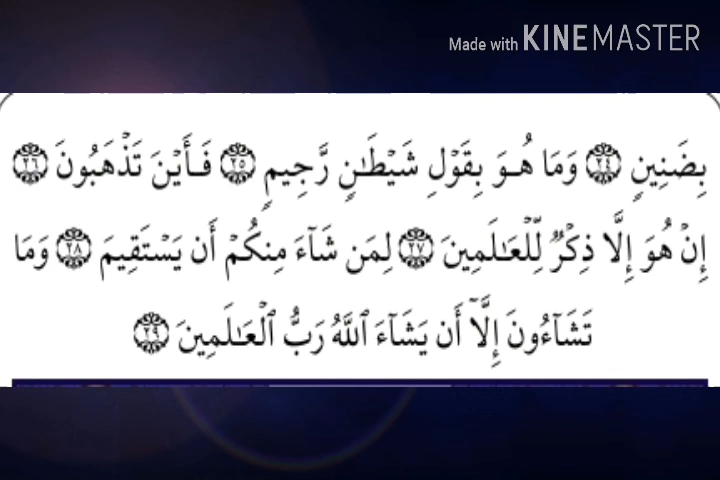 Made with KINEMASTER
بِضَنِينٍ ۝٢٤ وَمَا هُوَ بِقَوْلِ شَيْطَـٰنٍ رَّجِيمٍ ۝٢٥ فَأَيْنَ تَذْهَبُونَ ۝٢٦
إِنْ هُوَ إِلَّا ذِكْرٌ لِّلْعَـٰلَمِينَ ۝٢٧ لِمَن شَآءَ مِنكُمْ أَن يَسْتَقِيمَ ۝٢٨ وَمَا
تَشَآءُونَ إِلَّآ أَن يَشَآءَ ٱللَّهُ رَبُّ ٱلْعَـٰلَمِينَ ۝٢٩